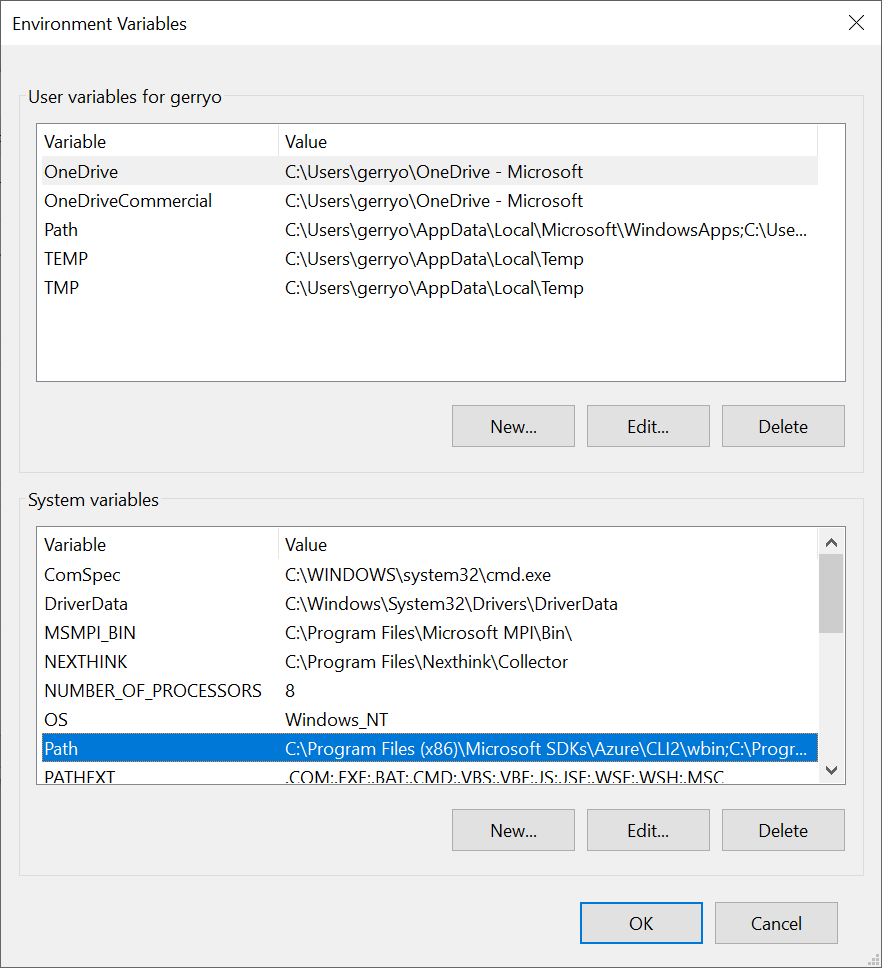 Environment Variables
User variables for gerryo
Variable Value
OneDrive C:\Users\gerryo\OneDrive - Microsoft
OneDriveCommercial C:\Users\gerryo\OneDrive - Microsoft
Path C:\Users\gerryo\AppData\Local\Microsoft\WindowsApps;C:\Use...
TEMP C:\Users\gerryo\AppData\Local\Temp
TMP C:\Users\gerryo\AppData\Local\Temp
New... Edit... Delete
System variables
Variable Value
ComSpec C:\WINDOWS\system32\cmd.exe
DriverData C:\Windows\System32\Drivers\DriverData
MSMPI_BIN C:\Program Files\Microsoft MPI\Bin\
NEXTHINK C:\Program Files\Nexthink\Collector
NUMBER_OF_PROCESSORS 8
OS Windows_NT
Path C:\Program Files (x86)\Microsoft SDKs\Azure\CLI2\wbin;C:\Progr...
PATHEXT .COM;.EXE;.BAT;.CMD;.VBS;.VBE;.JS;.JSE;.WSF;.WSH;.MSC
New... Edit... Delete
OK Cancel